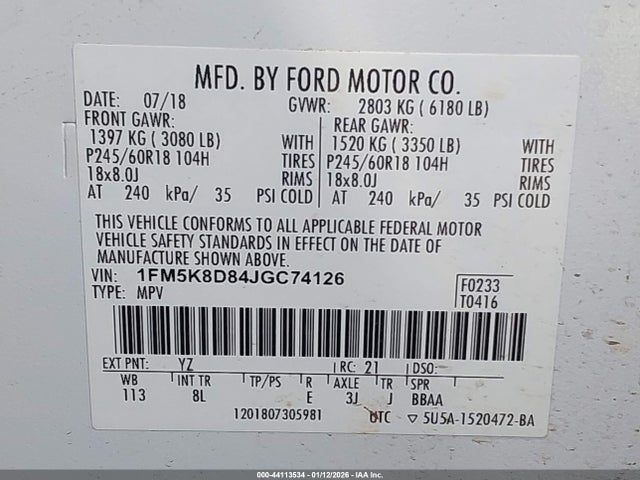 MFD. BY FORD MOTOR CO.
DATE: 07/18 GVWR: 2803 KG ( 6180 LB)
FRONT GAWR: REAR GAWR:
1397 KG ( 3080 LB) WITH 1520 KG ( 3350 LB) WITH
P245/60R18 104H TIRES P245/60R18 104H TIRES
18x8.0J RIMS 18x8.0J RIMS
AT 240 kPa/ 35 PSI COLD AT 240 kPa/ 35 PSI COLD
THIS VEHICLE CONFORMS TO ALL APPLICABLE FEDERAL MOTOR
VEHICLE SAFETY STANDARDS IN EFFECT ON THE DATE OF
MANUFACTURE SHOWN ABOVE.
VIN: 1FM5K8D84JGC74126 F0233
TYPE: MPV T0416
EXT PNT: YZ RC: 21 DSO:
WB INT TR TP/PS R AXLE TR SPR
113 8L E 3J J BBAA
1201807305981 UTC ▽ 5U5A-1520472-BA
000-44113534 - 01/12/2026 - IAAI.CA